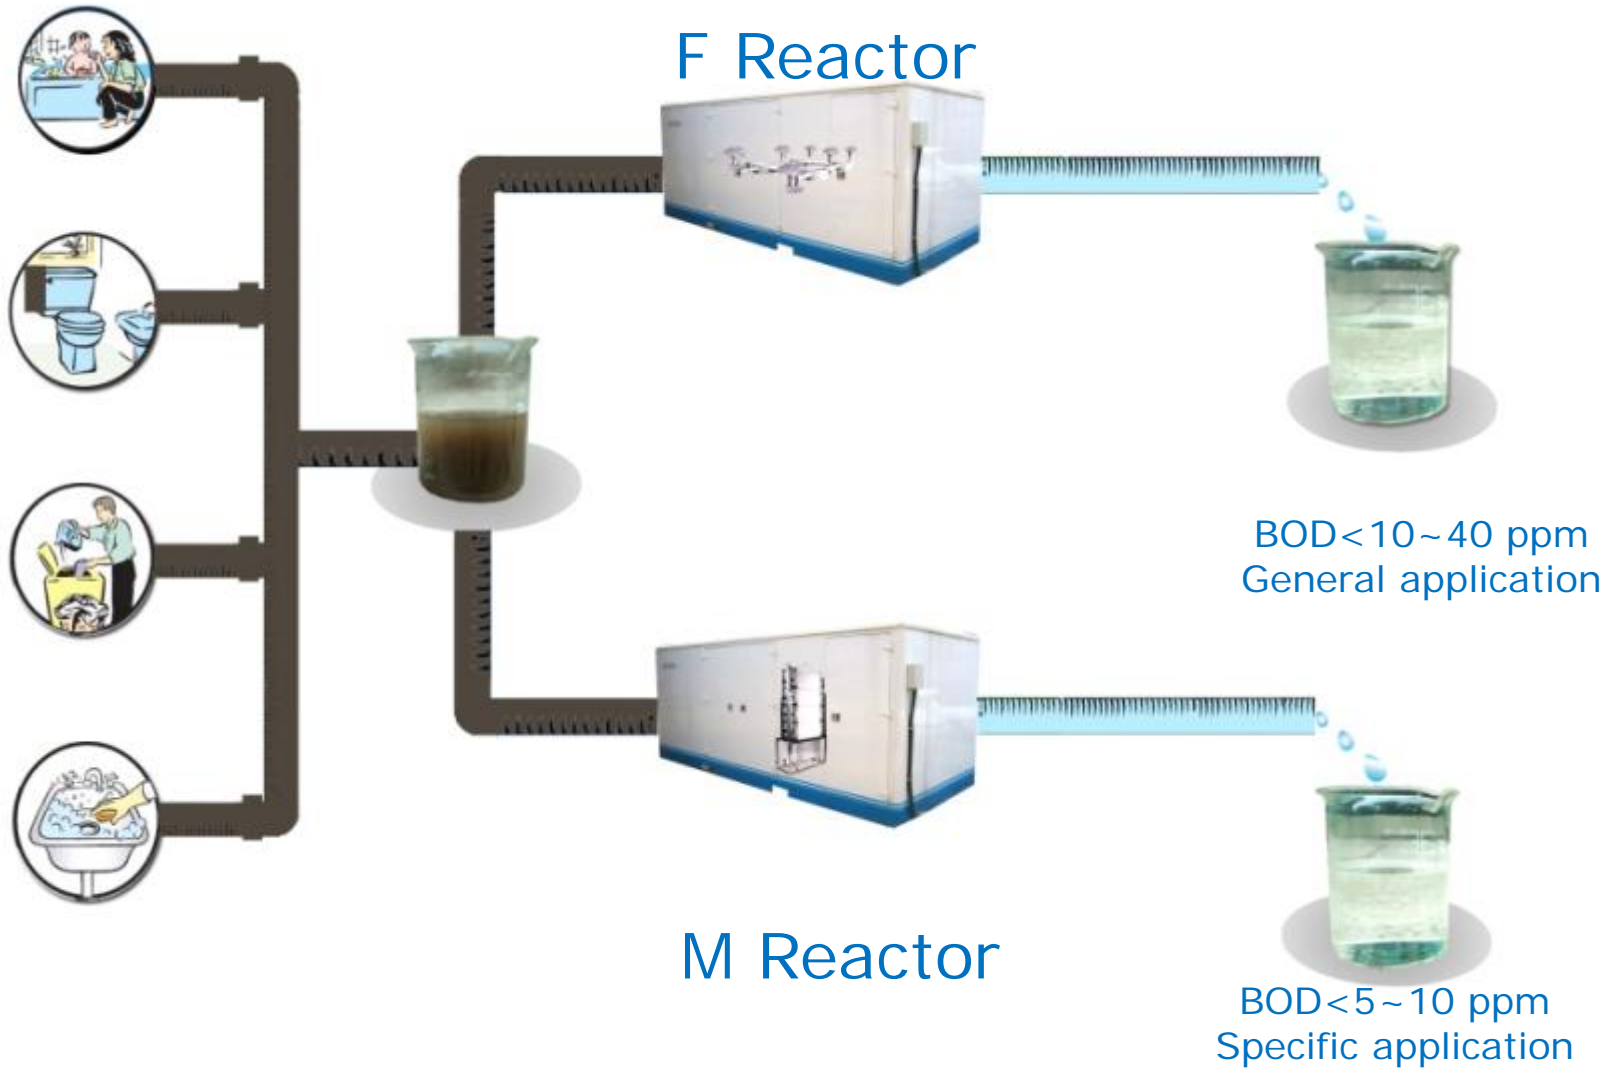 F Reactor
BOD<10~40 ppm
General application
M Reactor
BOD<5~10 ppm
Specific application